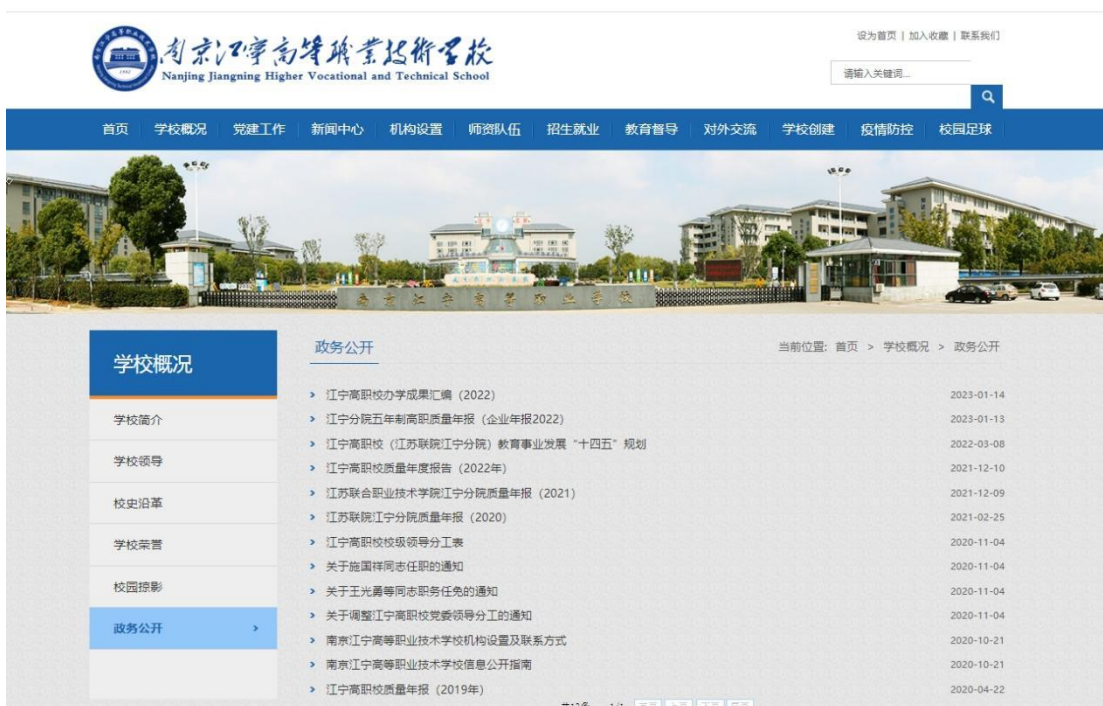 南京江宁高等职业技术学校
Nanjing Jiangning Higher Vocational and Technical School
设为首页 | 加入收藏 | 联系我们
请输入关键词...
首页 学校概况 党建工作 新闻中心 机构设置 师资队伍 招生就业 教育督导 对外交流 学校创建 疫情防控 校园足球
学校概况
学校简介
学校领导
校史沿革
学校荣誉
校园掠影
政务公开 >
政务公开
当前位置: 首页 > 学校概况 > 政务公开
> 江宁高职校办学成果汇编（2022） 2023-01-14
> 江宁分院五年制高职质量年报（企业年报2022） 2023-01-13
> 江宁高职校（江苏联院江宁分院）教育事业发展“十四五”规划 2022-03-08
> 江宁高职校质量年度报告（2022年） 2021-12-10
> 江苏联合职业技术学院江宁分院质量年报（2021） 2021-12-09
> 江苏联院江宁分院质量年报（2020） 2021-02-25
> 江宁高职校校级领导分工表 2020-11-04
> 关于施国祥同志任职的通知 2020-11-04
> 关于王光勇等同志职务任免的通知 2020-11-04
> 关于调整江宁高职校党委领导分工的通知 2020-11-04
> 南京江宁高等职业技术学校机构设置及联系方式 2020-10-21
> 南京江宁高等职业技术学校信息公开指南 2020-10-21
> 江宁高职校质量年报（2019年） 2020-04-22